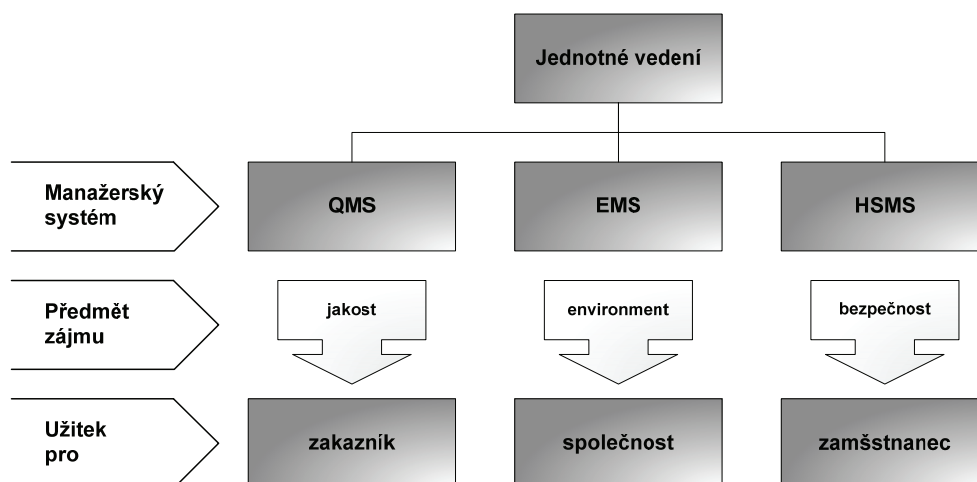 Jednotné vedení
Manažerský
systém
QMS
EMS
HSMS
Předmět
zájmu
jakost
environment
bezpečnost
Užitek
pro
zakazník
společnost
zamšstnanec